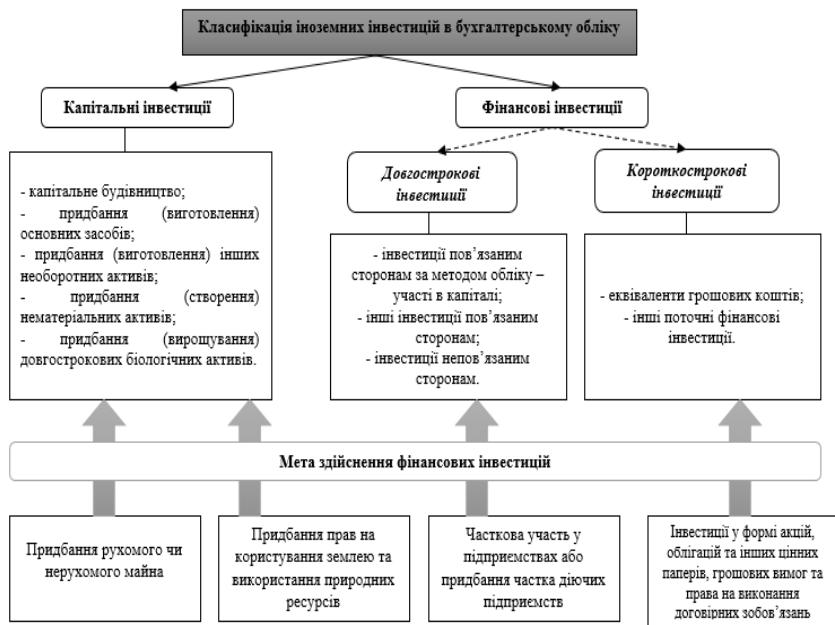 Класифікація іноземних інвестицій в бухгалтерському обліку
Капітальні інвестиції
Фінансові інвестиції
- капітальне будівництво;
- придбання (виготовлення)
основних засобів;
- придбання (виготовлення) інших
необоротних активів;
- придбання (створення)
нематеріальних активів;
- придбання (вирощування)
довгострокових біологічних активів.
Довгострокові
інвестиції
- інвестиції пов’язаним
сторонам за методом обліку –
участі в капіталі;
- інші інвестиції пов’язаним
сторонам;
- інвестиції непов’язаним
сторонам.
Короткострокові
інвестиції
- еквіваленти грошових коштів;
- інші поточні фінансові
інвестиції.
Мета здійснення фінансових інвестицій
Придбання рухомого чи
нерухомого майна
Придбання прав на
користування землею та
використання природних
ресурсів
Часткова участь у
підприємствах або
придбання частка діючих
підприємств
Інвестиції у формі акцій,
облігацій та інших цінних
паперів, грошових вимог та
права на виконання
договірних зобов’язань